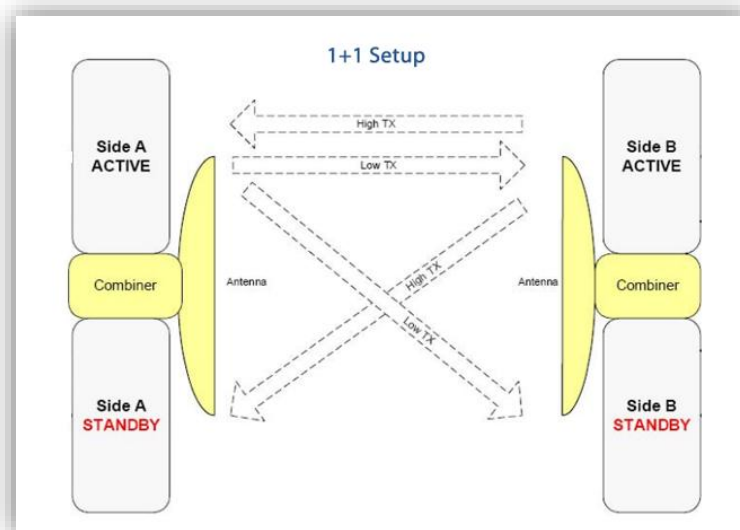 1+1 Setup
Side A
ACTIVE
High TX
Side B
ACTIVE
Low TX
Combiner
Antenna
High TX
Antenna
Combiner
Low TX
Side A
STANDBY
Side B
STANDBY